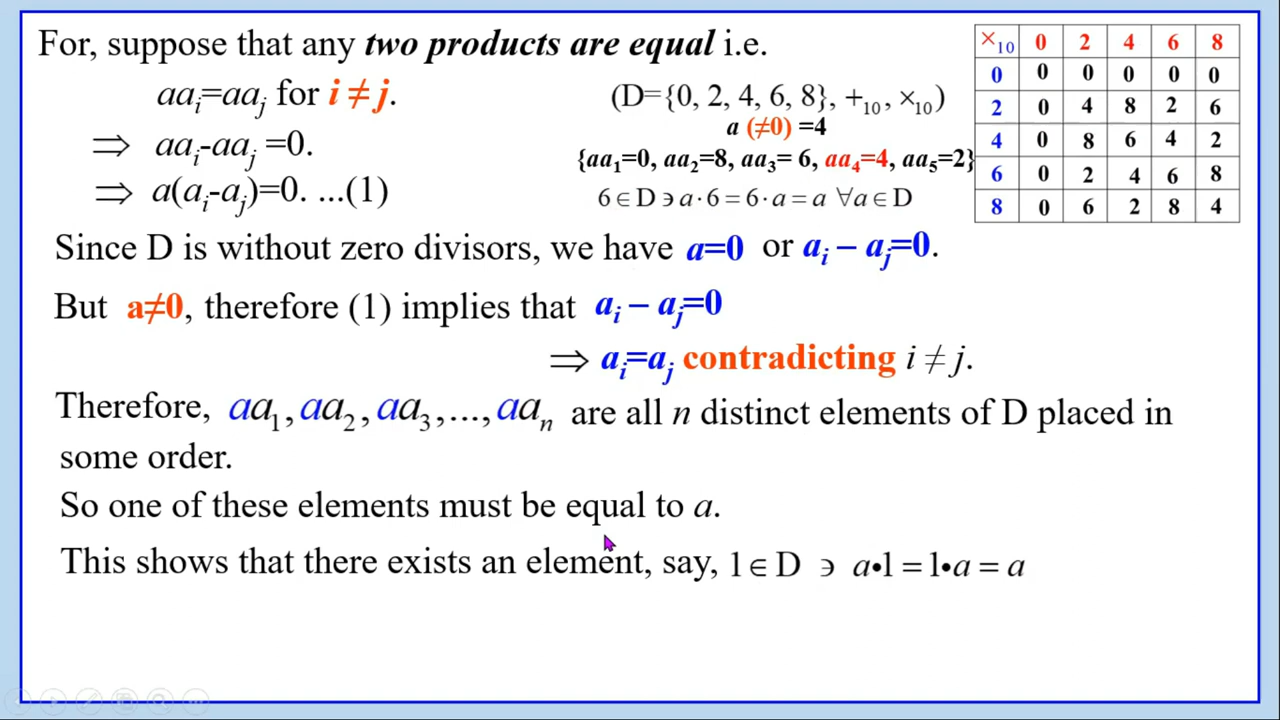 For, suppose that any two products are equal i.e.
aaᵢ=aaⱼ for i ≠ j.
⇒ aaᵢ-aaⱼ =0.
⇒ a(aᵢ-aⱼ)=0. ...(1)
(D={0, 2, 4, 6, 8}, +₁₀, ×₁₀)
a (≠0) =4
{aa₁=0, aa₂=8, aa₃= 6, aa₄=4, aa₅=2}
6 ∈ D ∍ a · 6 = 6 · a = a ∀a ∈ D
×₁₀ 0 2 4 6 8
0 0 0 0 0 0
2 0 4 8 2 6
4 0 8 6 4 2
6 0 2 4 6 8
8 0 6 2 8 4
Since D is without zero divisors, we have a=0 or aᵢ – aⱼ=0.
But a≠0, therefore (1) implies that aᵢ – aⱼ=0
⇒ aᵢ=aⱼ contradicting i ≠ j.
Therefore, aa₁, aa₂, aa₃,..., aaₙ are all n distinct elements of D placed in
some order.
So one of these elements must be equal to a.
This shows that there exists an element, say, 1 ∈ D ∍ a•1 = 1•a = a